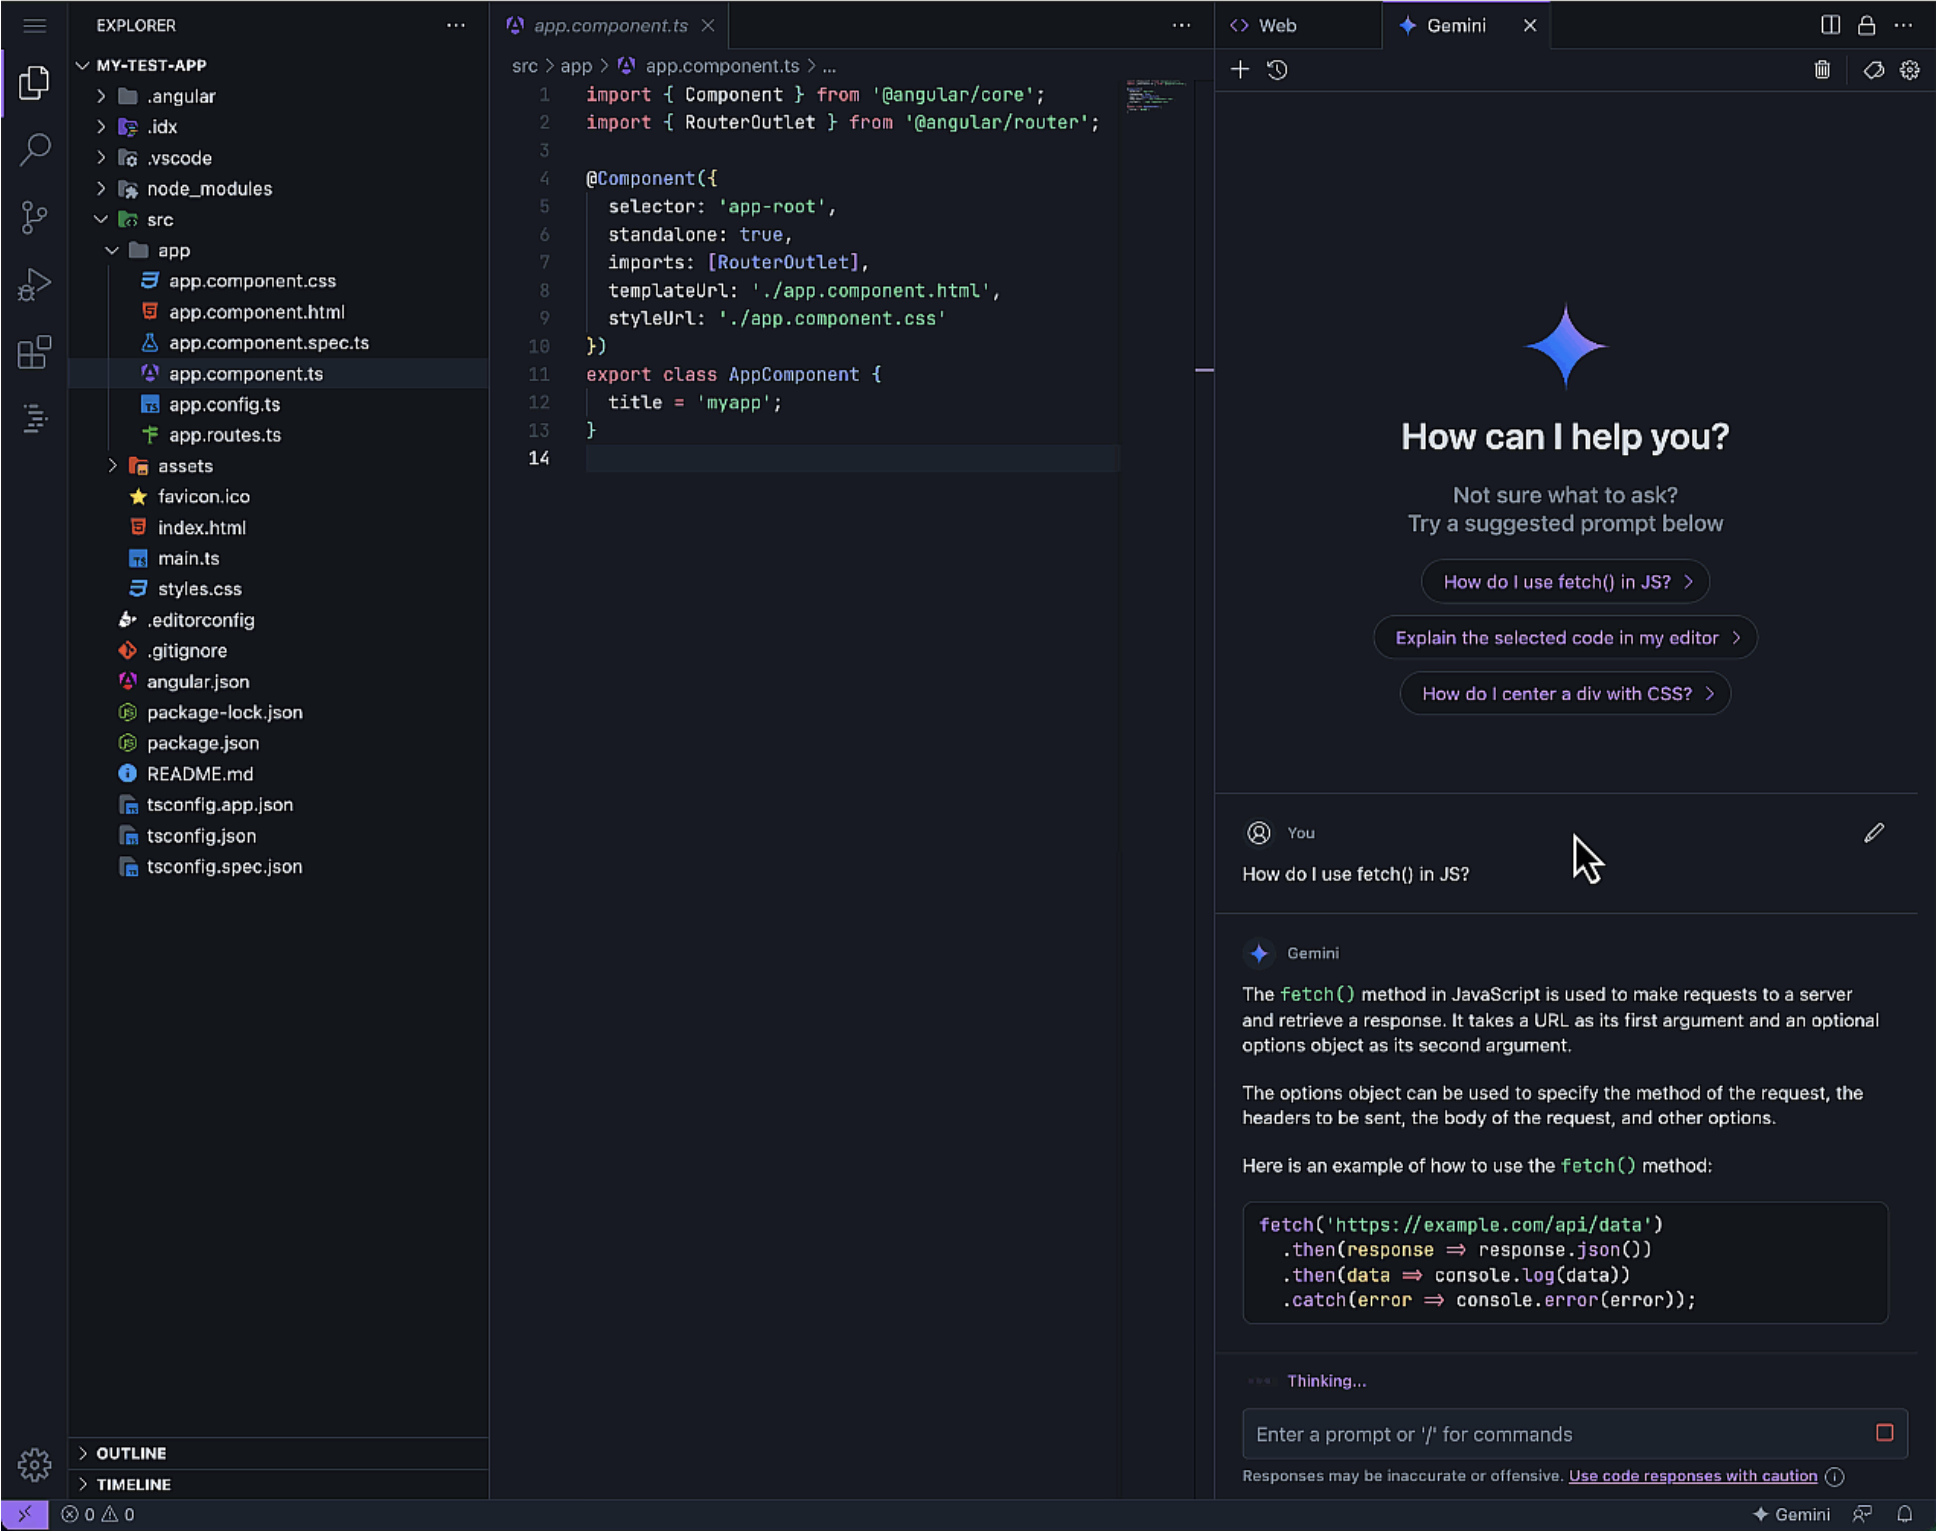 EXPLORER
MY-TEST-APP
.angular
.idx
.vscode
node_modules
src
app
app.component.css
app.component.html
app.component.spec.ts
app.component.ts
app.config.ts
app.routes.ts
assets
favicon.ico
index.html
main.ts
styles.css
.editorconfig
.gitignore
angular.json
package-lock.json
package.json
README.md
tsconfig.app.json
tsconfig.json
tsconfig.spec.json
OUTLINE
TIMELINE
app.component.ts
src > app > app.component.ts > ...
1 import { Component } from '@angular/core';
2 import { RouterOutlet } from '@angular/router';
3
4 @Component({
5 selector: 'app-root',
6 standalone: true,
7 imports: [RouterOutlet],
8 templateUrl: './app.component.html',
9 styleUrl: './app.component.css'
10 })
11 export class AppComponent {
12 title = 'myapp';
13 }
14
Web
Gemini
How can I help you?
Not sure what to ask?
Try a suggested prompt below
How do I use fetch() in JS?
Explain the selected code in my editor
How do I center a div with CSS?
You
How do I use fetch() in JS?
Gemini
The fetch() method in JavaScript is used to make requests to a server
and retrieve a response. It takes a URL as its first argument and an optional
options object as its second argument.
The options object can be used to specify the method of the request, the
headers to be sent, the body of the request, and other options.
Here is an example of how to use the fetch() method:
fetch('https://example.com/api/data')
.then(response => response.json())
.then(data => console.log(data))
.catch(error => console.error(error));
Thinking...
Enter a prompt or '/' for commands
Responses may be inaccurate or offensive. Use code responses with caution
0 0
Gemini